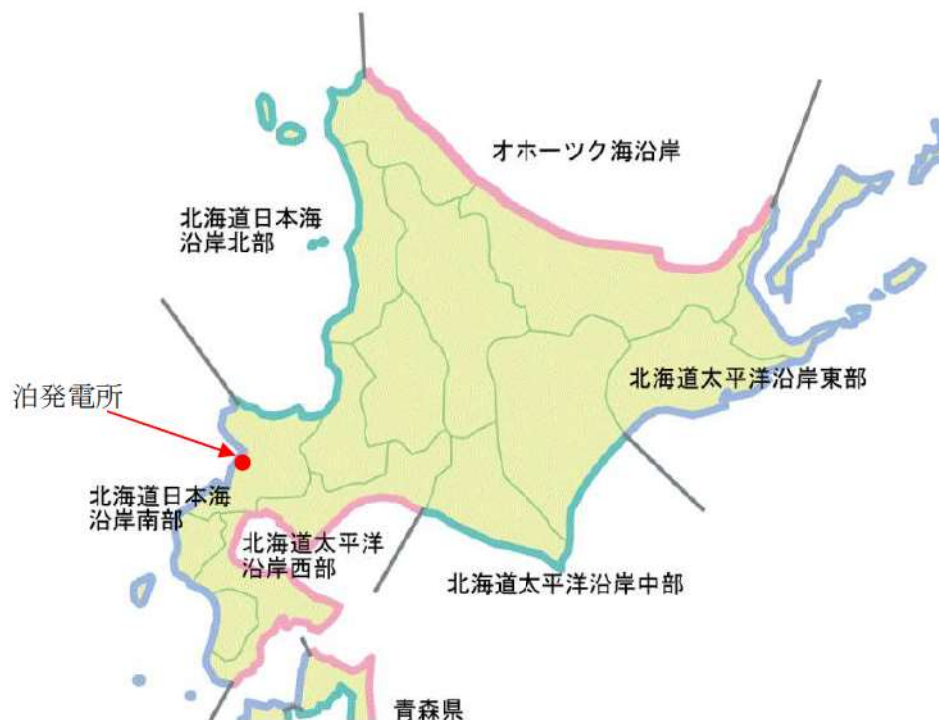 オホーツク海沿岸
北海道日本海
沿岸北部
北海道太平洋沿岸東部
泊発電所
北海道日本海
沿岸南部
北海道太平洋
沿岸西部
北海道太平洋沿岸中部
青森県